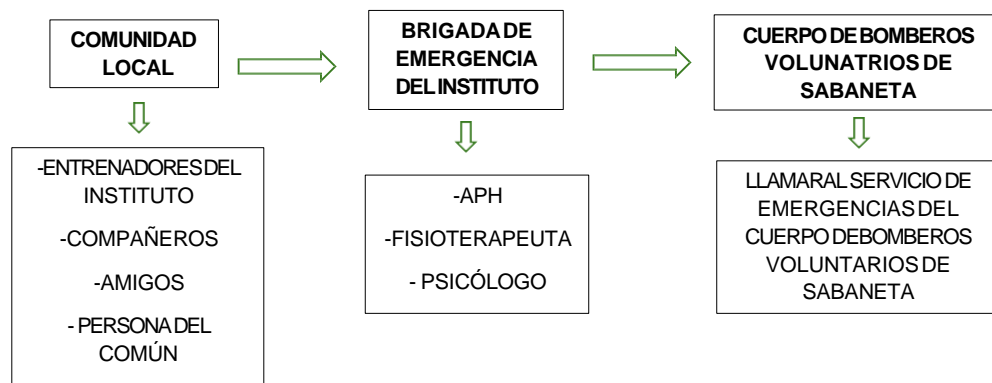 COMUNIDAD
LOCAL
BRIGADA DE
EMERGENCIA
DEL INSTITUTO
CUERPO DE BOMBEROS
VOLUNATRIOS DE
SABANETA
-ENTRENADORES DEL
INSTITUTO
-COMPAÑEROS
-AMIGOS
- PERSONA DEL
COMÚN
-APH
-FISIOTERAPEUTA
- PSICÓLOGO
LLAMAR AL SERVICIO DE
EMERGENCIAS DEL
CUERPO DE BOMBEROS
VOLUNTARIOS DE
SABANETA